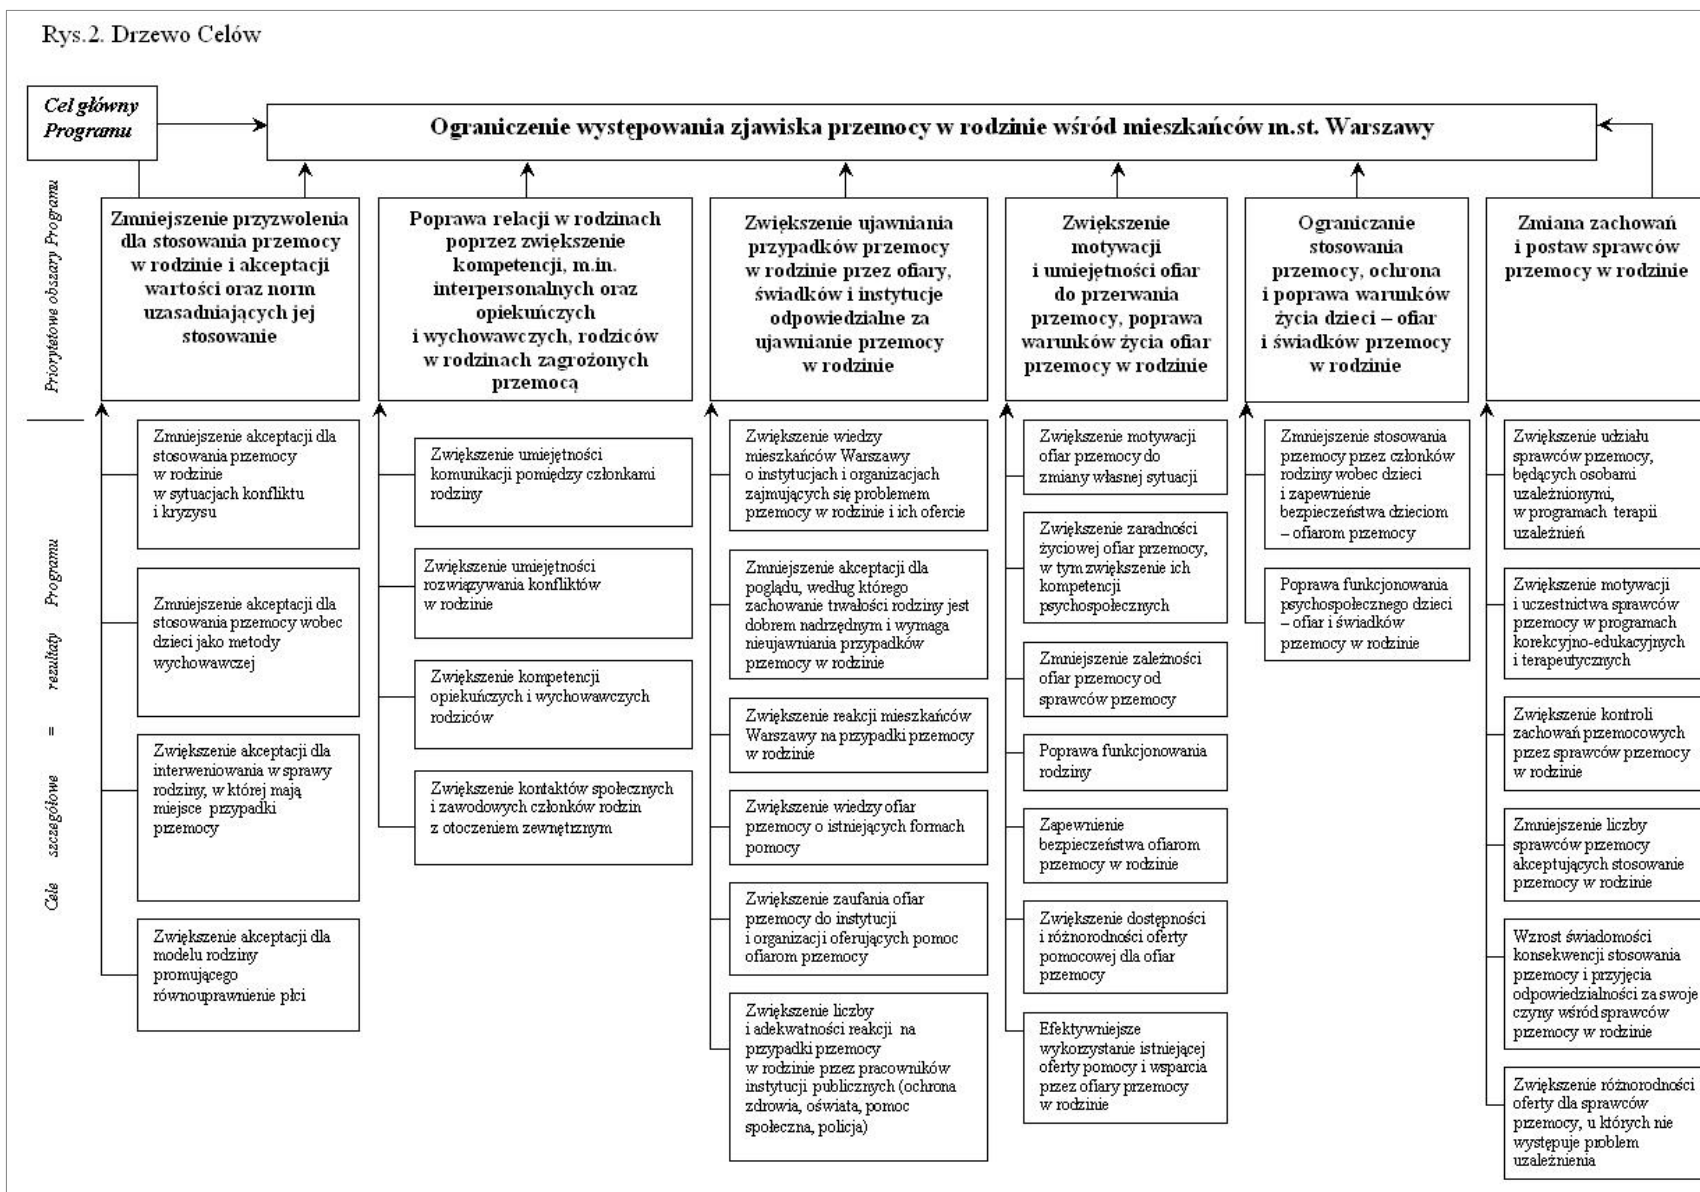 Rys.2. Drzewo Celów
Cel główny
Programu
Ograniczenie występowania zjawiska przemocy w rodzinie wśród mieszkańców m.st. Warszawy
Priorytetowe obszary Programu
Zmniejszenie przyzwolenia
dla stosowania przemocy
w rodzinie i akceptacji
wartości oraz norm
uzasadniających jej
stosowanie
Poprawa relacji w rodzinach
poprzez zwiększenie
kompetencji, m.in.
interpersonalnych oraz
opiekuńczych
i wychowawczych, rodziców
w rodzinach zagrożonych
przemocą
Zwiększenie ujawniania
przypadków przemocy
w rodzinie przez ofiary,
świadków i instytucje
odpowiedzialne za
ujawnianie przemocy
w rodzinie
Zwiększenie
motywacji
i umiejętności ofiar
do przerwania
przemocy, poprawa
warunków życia ofiar
przemocy w rodzinie
Ograniczanie
stosowania
przemocy, ochrona
i poprawa warunków
życia dzieci – ofiar
i świadków przemocy
w rodzinie
Zmiana zachowań
i postaw sprawców
przemocy w rodzinie
Cele szczegółowe = rezultaty Programu
Zmniejszenie akceptacji dla
stosowania przemocy
w rodzinie
w sytuacjach konfliktu
i kryzysu
Zmniejszenie akceptacji dla
stosowania przemocy wobec
dzieci jako metody
wychowawczej
Zwiększenie akceptacji dla
interweniowania w sprawy
rodziny, w której mają
miejsce przypadki
przemocy
Zwiększenie akceptacji dla
modelu rodziny
promującego
równouprawnienie płci
Zwiększenie umiejętności
komunikacji pomiędzy członkami
rodziny
Zwiększenie umiejętności
rozwiązywania konfliktów
w rodzinie
Zwiększenie kompetencji
opiekuńczych i wychowawczych
rodziców
Zwiększenie kontaktów społecznych
i zawodowych członków rodzin
z otoczeniem zewnętrznym
Zwiększenie wiedzy
mieszkańców Warszawy
o instytucjach i organizacjach
zajmujących się problemem
przemocy w rodzinie i ich ofercie
Zmniejszenie akceptacji dla
poglądu, według którego
zachowanie trwałości rodziny jest
dobrem nadrzędnym i wymaga
nieujawniania przypadków
przemocy w rodzinie
Zwiększenie reakcji mieszkańców
Warszawy na przypadki przemocy
w rodzinie
Zwiększenie wiedzy ofiar
przemocy o istniejących formach
pomocy
Zwiększenie zaufania ofiar
przemocy do instytucji
i organizacji oferujących pomoc
ofiarom przemocy
Zwiększenie liczby
i adekwatności reakcji na
przypadki przemocy
w rodzinie przez pracowników
instytucji publicznych (ochrona
zdrowia, oświata, pomoc
społeczna, policja)
Zwiększenie motywacji
ofiar przemocy do
zmiany własnej sytuacji
Zwiększenie zaradności
życiowej ofiar przemocy,
w tym zwiększenie ich
kompetencji
psychospołecznych
Zmniejszenie zależności
ofiar przemocy od
sprawców przemocy
Poprawa funkcjonowania
rodziny
Zapewnienie
bezpieczeństwa ofiarom
przemocy w rodzinie
Zwiększenie dostępności
i różnorodności oferty
pomocowej dla ofiar
przemocy
Efektywniejsze
wykorzystanie istniejącej
oferty pomocy i wsparcia
przez ofiary przemocy
w rodzinie
Zmniejszenie stosowania
przemocy przez członków
rodziny wobec dzieci
i zapewnienie
bezpieczeństwa dzieciom
– ofiarom przemocy
Poprawa funkcjonowania
psychospołecznego dzieci
– ofiar i świadków
przemocy w rodzinie
Zwiększenie udziału
sprawców przemocy,
będących osobami
uzależnionymi,
w programach terapii
uzależnień
Zwiększenie motywacji
i uczestnictwa sprawców
przemocy w programach
korekcyjno-edukacyjnych
i terapeutycznych
Zwiększenie kontroli
zachowań przemocowych
przez sprawców przemocy
w rodzinie
Zmniejszenie liczby
sprawców przemocy
akceptujących stosowanie
przemocy w rodzinie
Wzrost świadomości
konsekwencji stosowania
przemocy i przyjęcia
odpowiedzialności za swoje
czyny wśród sprawców
przemocy w rodzinie
Zwiększenie różnorodności
oferty dla sprawców
przemocy, u których nie
występuje problem
uzależnienia